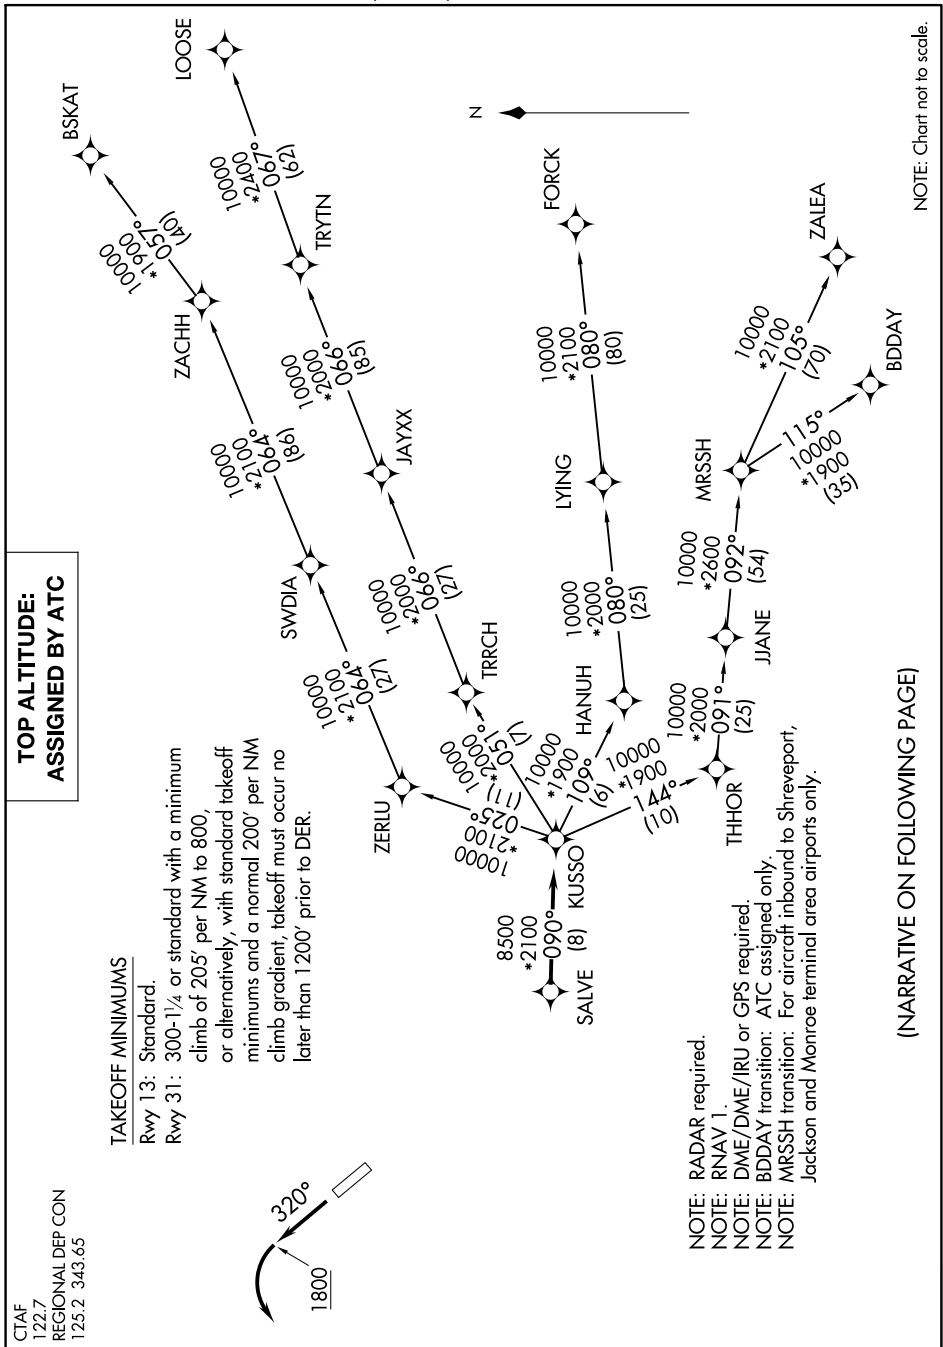 CTAF
122.7
REGIONAL DEP CON
125.2 343.65
TOP ALTITUDE:
ASSIGNED BY ATC
TAKEOFF MINIMUMS
Rwy 13: Standard.
Rwy 31: 300-1¼ or standard with a minimum
climb of 205' per NM to 800,
or alternatively, with standard takeoff
minimums and a normal 200' per NM
climb gradient, takeoff must occur no
later than 1200' prior to DER.
320°
1800
SALVE
8500
*2100
090°
(8)
KUSSO
10000
*2100
025°
(11)
ZERLU
10000
*2100
064°
(27)
SWDIA
10000
*2100
064°
(86)
ZACHH
10000
*1900
057°
(40)
BSKAT
10000
*2000
051°
(7)
TRRCH
10000
*2000
066°
(27)
JAYXX
10000
*2000
066°
(85)
TRYTN
10000
*2400
067°
(62)
LOOSE
10000
*1900
109°
(6)
HANUH
10000
*2000
080°
(25)
LYING
10000
*2100
080°
(80)
FORCK
10000
*1900
144°
(10)
THHOR
10000
*2000
091°
(25)
JJANE
10000
*2600
092°
(54)
MRSSH
10000
*2100
105°
(70)
ZALEA
115°
10000
*1900
(35)
BDDAY
N
NOTE: RADAR required.
NOTE: RNAV 1.
NOTE: DME/DME/IRU or GPS required.
NOTE: BDDAY transition: ATC assigned only.
NOTE: MRSSH transition: For aircraft inbound to Shreveport,
Jackson and Monroe terminal area airports only.
(NARRATIVE ON FOLLOWING PAGE)
NOTE: Chart not to scale.